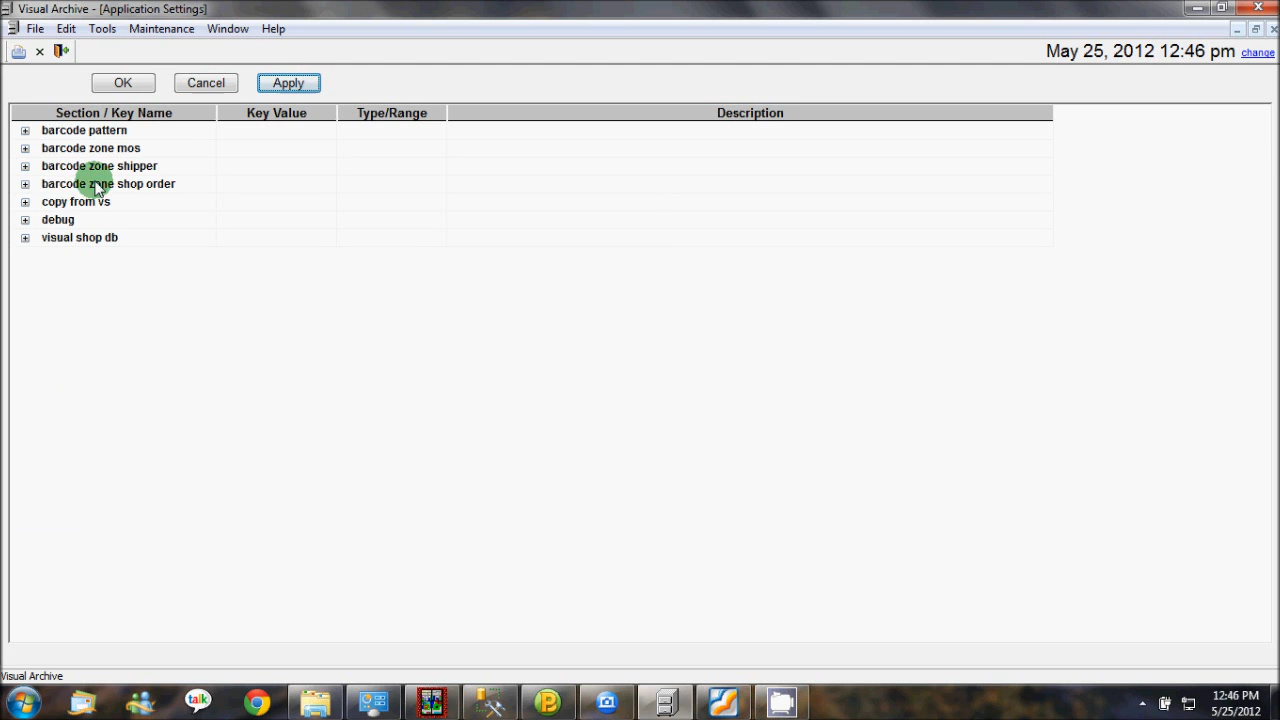 Visual Archive - [Application Settings]
File Edit Tools Maintenance Window Help
May 25, 2012 12:46 pm change
OK Cancel Apply
Section / Key Name Key Value Type/Range Description
barcode pattern
barcode zone mos
barcode zone shipper
barcode zone shop order
copy from vs
debug
visual shop db
Visual Archive
talk
P
12:46 PM
5/25/2012